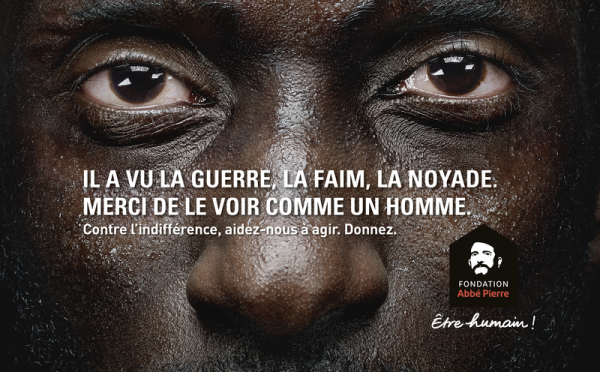 IL A VU LA GUERRE, LA FAIM, LA NOYADE.
MERCI DE LE VOIR COMME UN HOMME.
Contre l'indifférence, aidez-nous à agir. Donnez.
FONDATION
Abbé Pierre
Être humain !